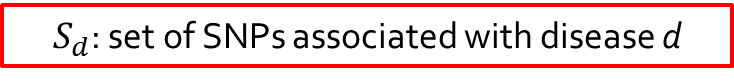 S_d: set of SNPs associated with disease d